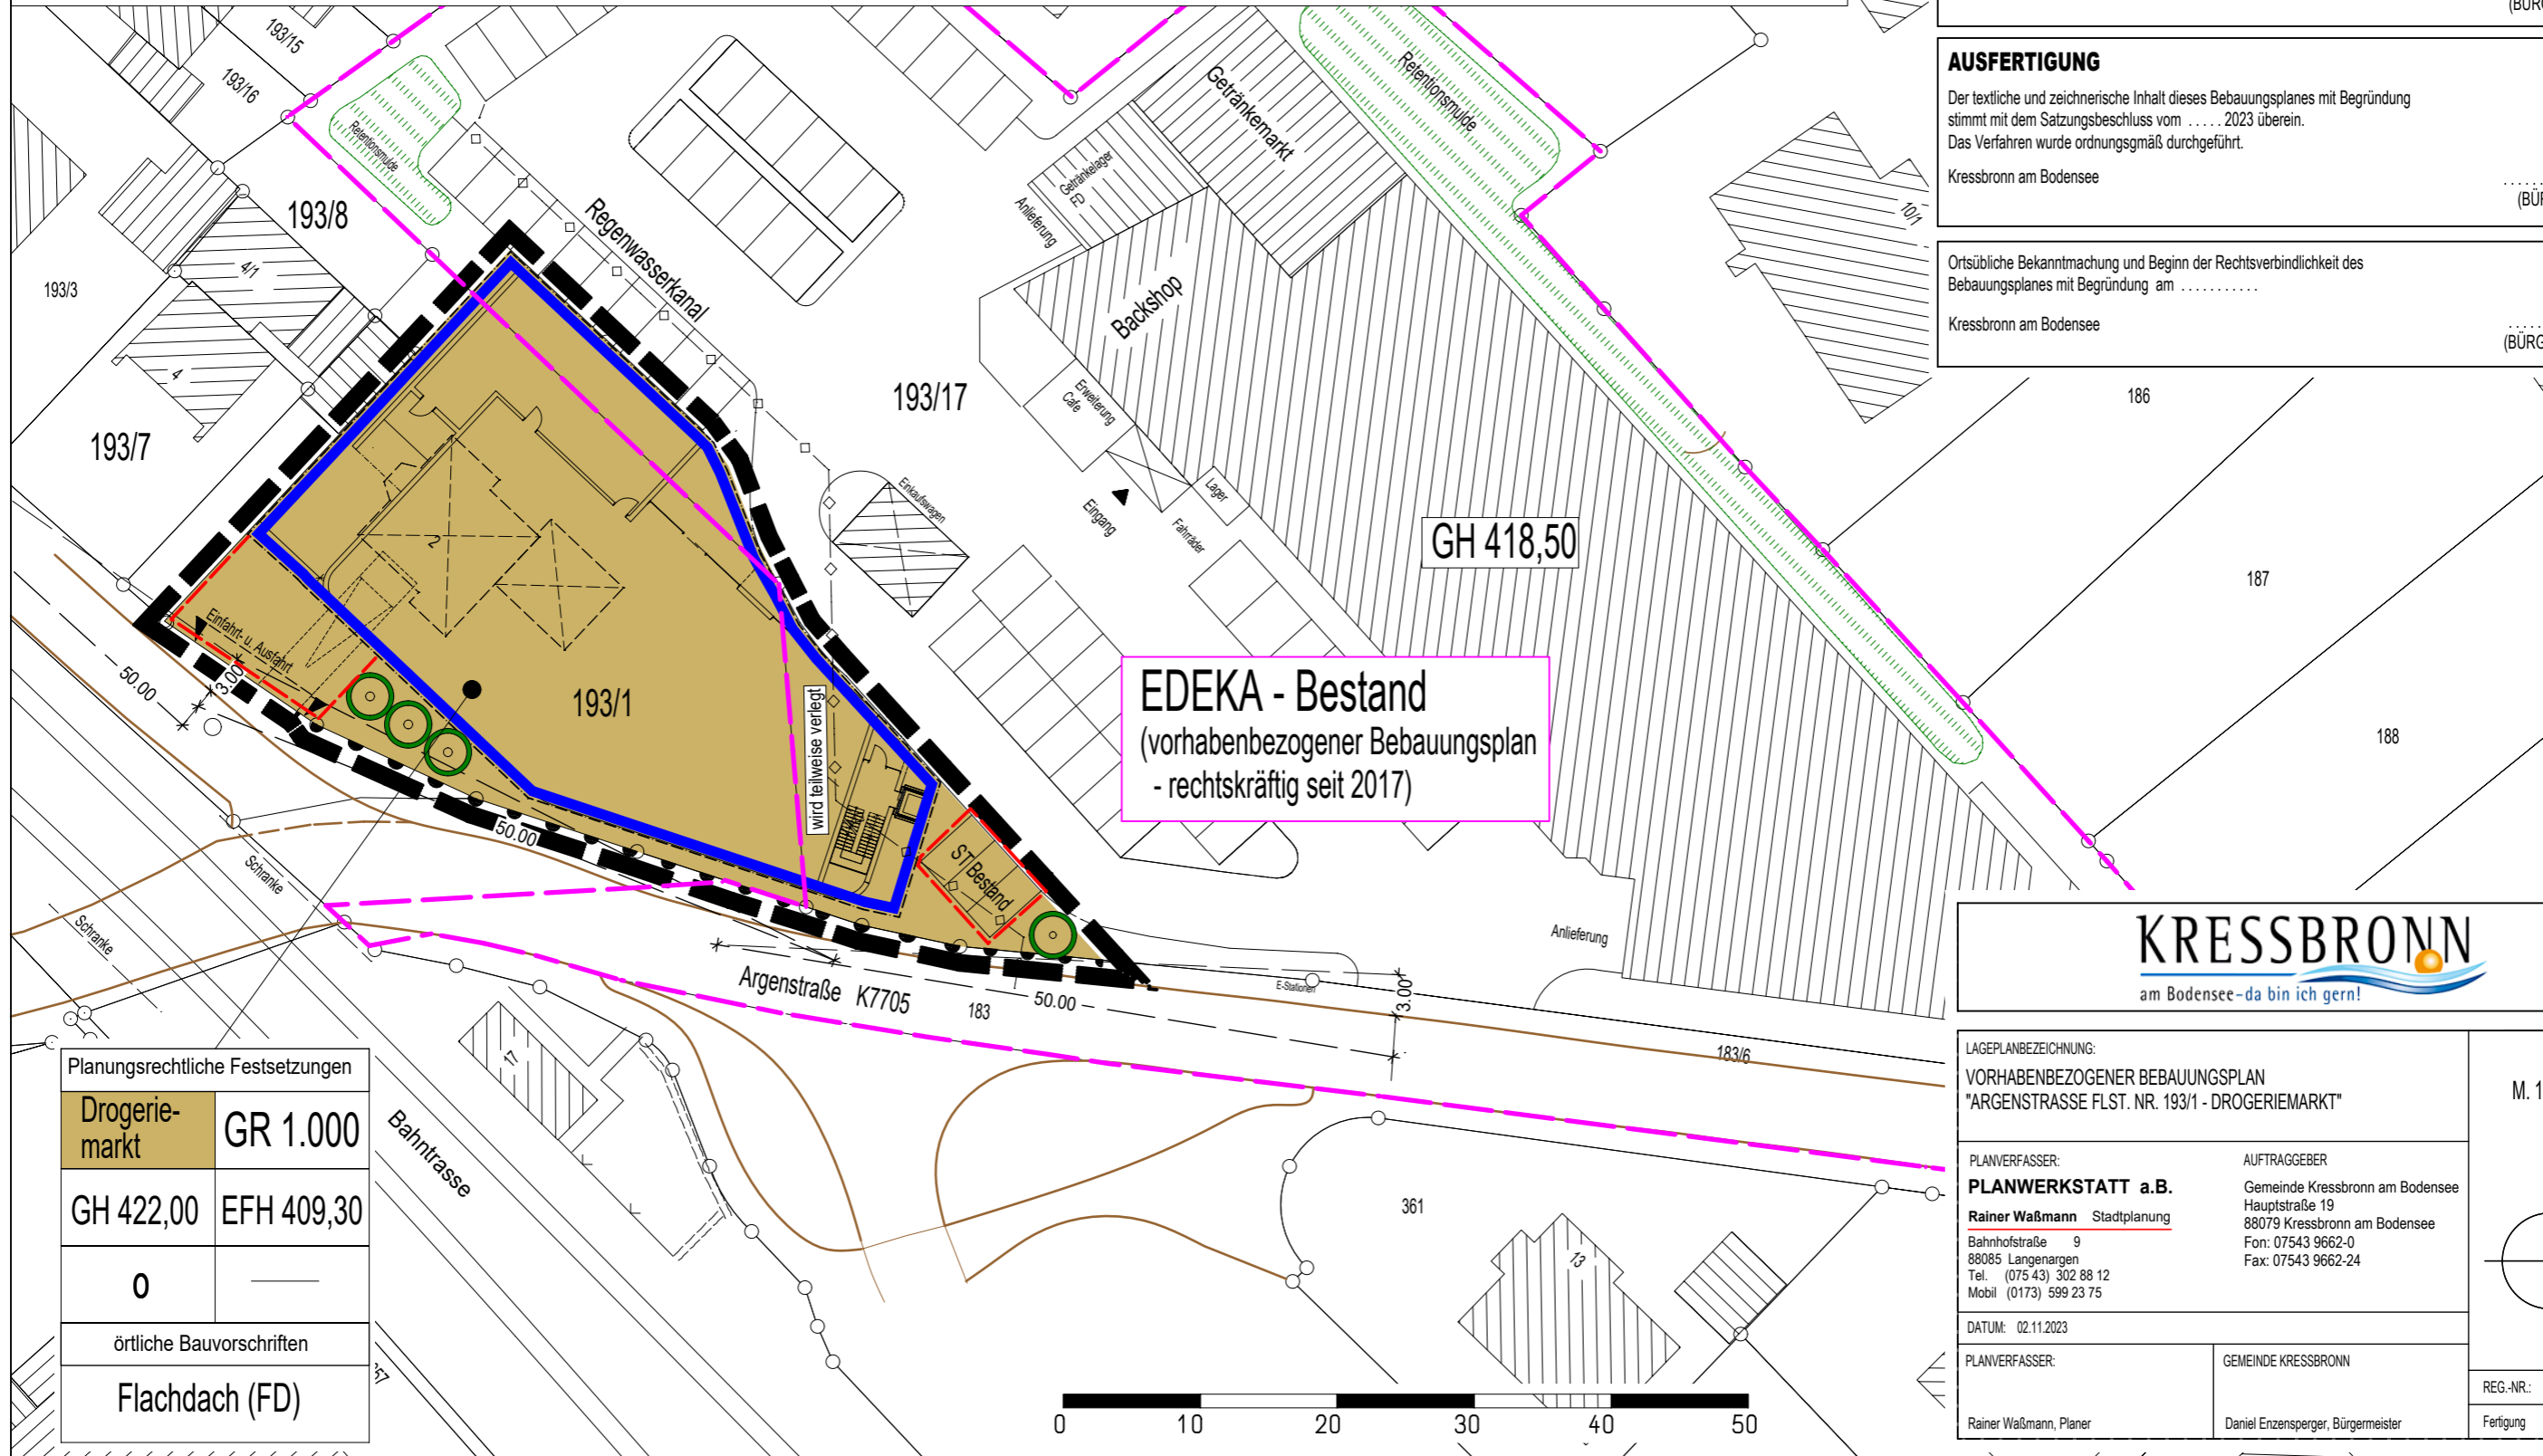 193/15
193/16
Retentionsmulde
193/8
193/3
4/1
4
193/7
Regenwasserkanal
Getränkemarkt
Getränkelager
FD
Anlieferung
Retentionsmulde
Backshop
193/17
Erweiterung
Cafe
Eingang
Lager
Fahrräder
Einkaufswagen
10/1
186
187
188
GH 418,50
2
Einfahrt- u. Ausfahrt
50.00
3.00
193/1
wird teilweise verlegt
EDEKA - Bestand
(vorhabenbezogener Bebauungsplan
- rechtskräftig seit 2017)
50.00
ST Bestand
Schranke
Schranke
Argenstraße K7705
183
50.00
E-Stationen
3.00
Anlieferung
183/6
17
Bahntrasse
361
13
Planungsrechtliche Festsetzungen
Drogerie-
markt
GR 1.000
GH 422,00
EFH 409,30
o
örtliche Bauvorschriften
Flachdach (FD)
0 10 20 30 40 50
(BÜRG
AUSFERTIGUNG
Der textliche und zeichnerische Inhalt dieses Bebauungsplanes mit Begründung
stimmt mit dem Satzungsbeschluss vom . . . . . 2023 überein.
Das Verfahren wurde ordnungsgmäß durchgeführt.
Kressbronn am Bodensee
. . . . . .
(BÜR
Ortsübliche Bekanntmachung und Beginn der Rechtsverbindlichkeit des
Bebauungsplanes mit Begründung am . . . . . . . . . . .
Kressbronn am Bodensee
. . . . . .
(BÜRG
KRESSBRONN
am Bodensee–da bin ich gern!
LAGEPLANBEZEICHNUNG:
VORHABENBEZOGENER BEBAUUNGSPLAN
"ARGENSTRASSE FLST. NR. 193/1 - DROGERIEMARKT"
M. 1
PLANVERFASSER:
PLANWERKSTATT a.B.
Rainer Waßmann Stadtplanung
Bahnhofstraße 9
88085 Langenargen
Tel. (075 43) 302 88 12
Mobil (0173) 599 23 75
AUFTRAGGEBER
Gemeinde Kressbronn am Bodensee
Hauptstraße 19
88079 Kressbronn am Bodensee
Fon: 07543 9662-0
Fax: 07543 9662-24
DATUM: 02.11.2023
PLANVERFASSER:
Rainer Waßmann, Planer
GEMEINDE KRESSBRONN
Daniel Enzensperger, Bürgermeister
REG.-NR.:
Fertigung